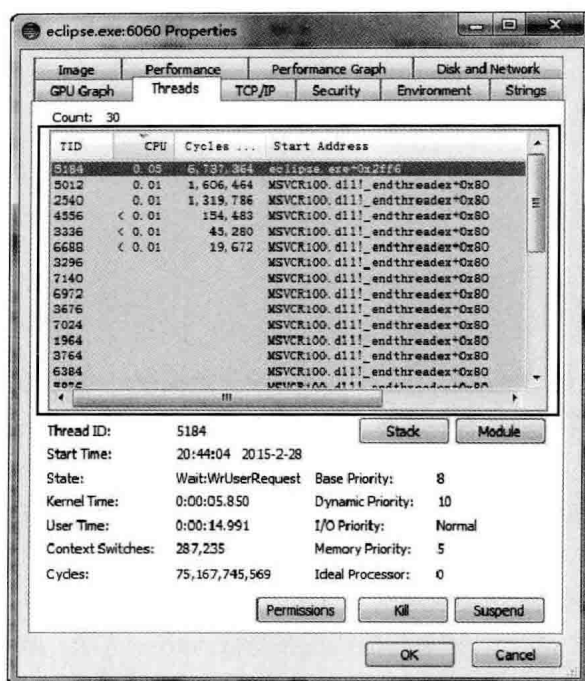 eclipse.exe:6060 Properties
Image Performance Performance Graph Disk and Network
GPU Graph Threads TCP/IP Security Environment Strings
Count: 30
TID CPU Cycles ... Start Address
5184 0.05 6,737,364 eclipse.exe+0x2ff6
5012 0.01 1,606,464 MSVCR100.dll!_endthreadex+0x80
2540 0.01 1,319,786 MSVCR100.dll!_endthreadex+0x80
4556 < 0.01 154,483 MSVCR100.dll!_endthreadex+0x80
3336 < 0.01 45,280 MSVCR100.dll!_endthreadex+0x80
6688 < 0.01 19,672 MSVCR100.dll!_endthreadex+0x80
3296 MSVCR100.dll!_endthreadex+0x80
7140 MSVCR100.dll!_endthreadex+0x80
6972 MSVCR100.dll!_endthreadex+0x80
3676 MSVCR100.dll!_endthreadex+0x80
7024 MSVCR100.dll!_endthreadex+0x80
1964 MSVCR100.dll!_endthreadex+0x80
3764 MSVCR100.dll!_endthreadex+0x80
6384 MSVCR100.dll!_endthreadex+0x80
MSVCR100.dll!_endthreadex+0x80
Thread ID: 5184 Stack Module
Start Time: 20:44:04 2015-2-28
State: Wait:WrUserRequest Base Priority: 8
Kernel Time: 0:00:05.850 Dynamic Priority: 10
User Time: 0:00:14.991 I/O Priority: Normal
Context Switches: 287,235 Memory Priority: 5
Cycles: 75,167,745,569 Ideal Processor: 0
Permissions Kill Suspend
OK Cancel